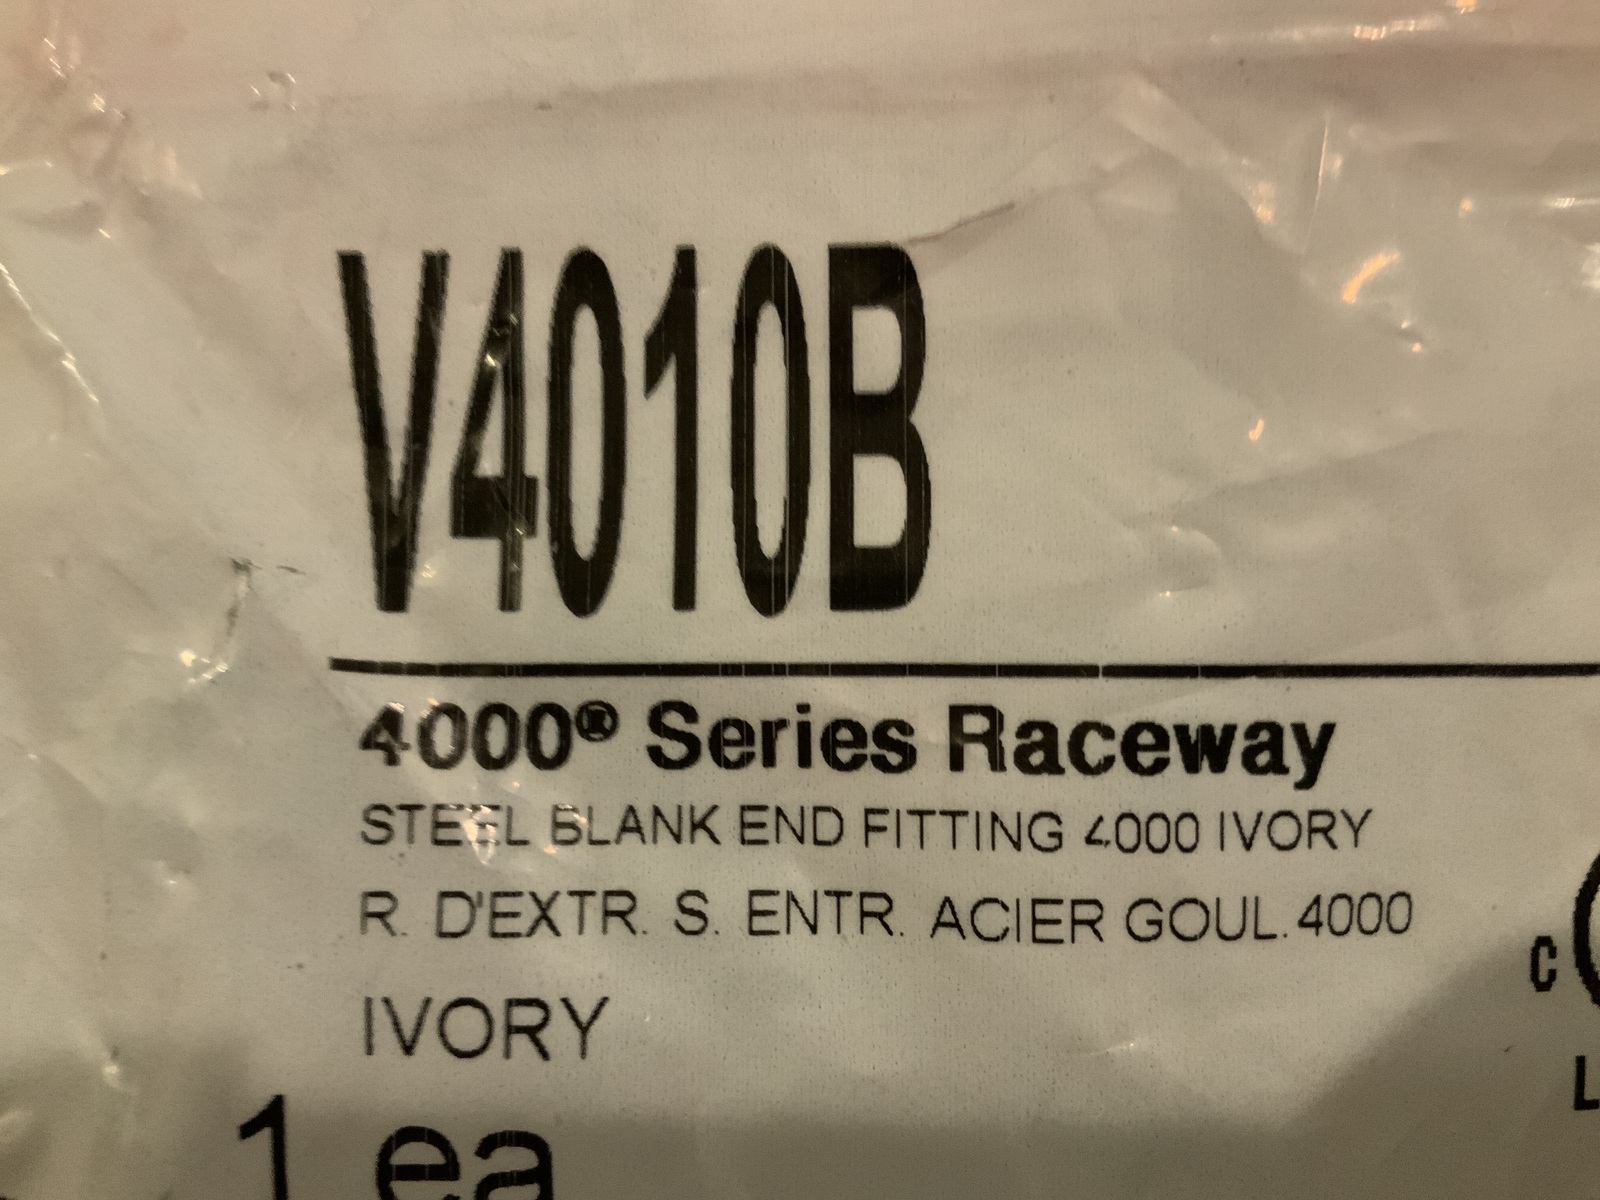 V4010B
4000® Series Raceway
STEEL BLANK END FITTING 4000 IVORY
R. D'EXTR. S. ENTR. ACIER GOUL. 4000
IVORY
1 ea
C
L